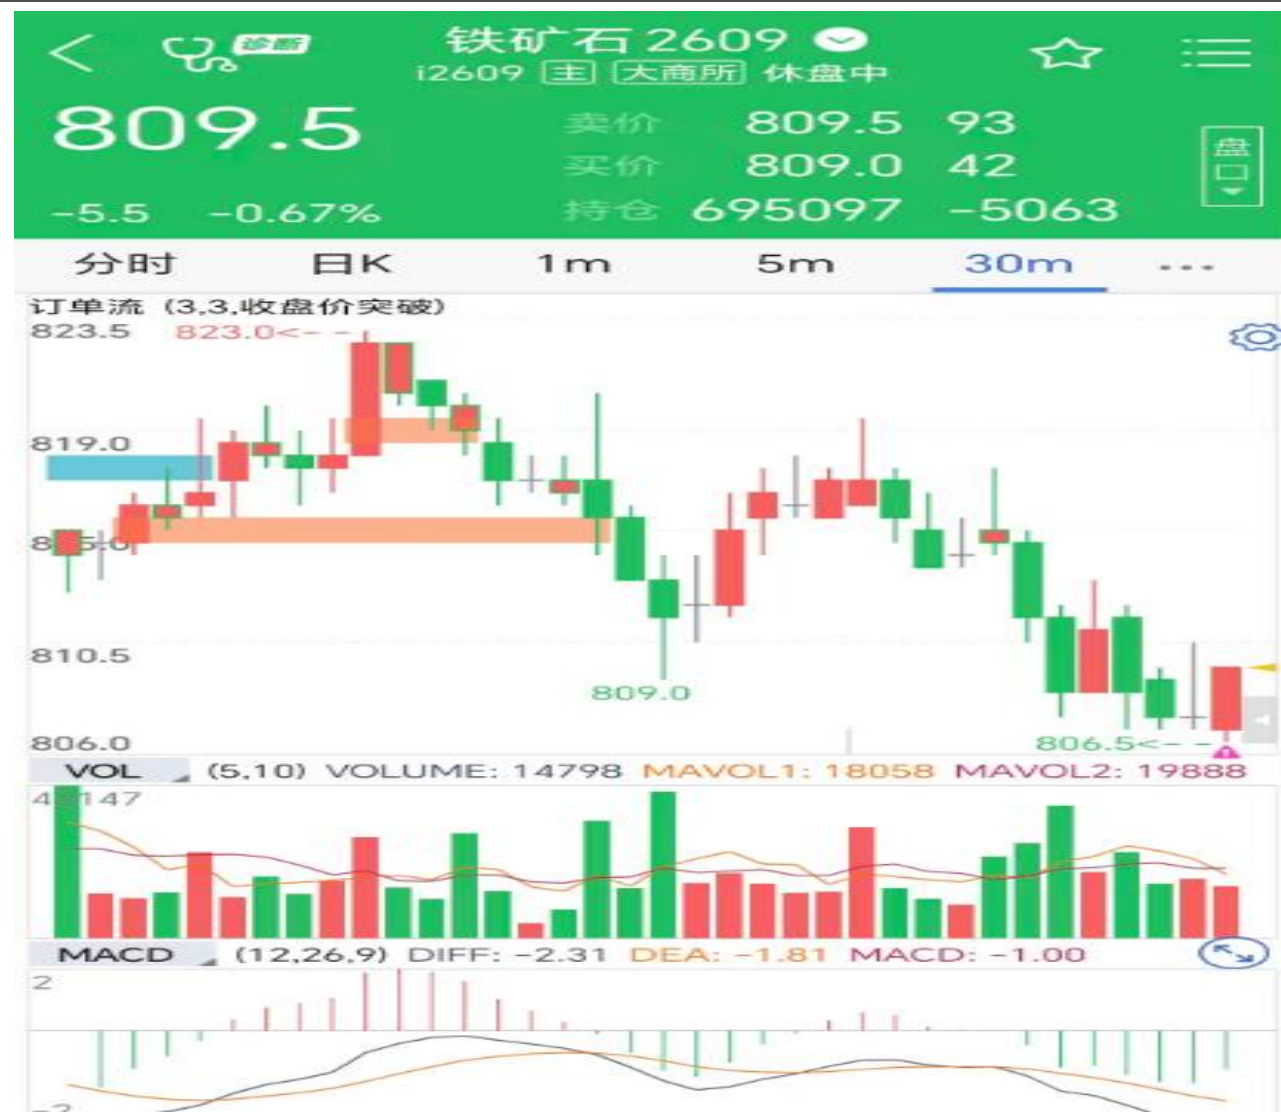 诊断 铁矿石2609
i2609 主 大商所 休盘中
809.5 卖价 809.5 93
买价 809.0 42
盘口
-5.5 -0.67% 持仓 695097 -5063
分时 日K 1m 5m 30m ...
订单流 (3,3,收盘价突破)
823.5 823.0<--
819.0
810.5
809.0
806.0 806.5<--
VOL (5,10) VOLUME: 14798 MAVOL1: 18058 MAVOL2: 19888
MACD (12,26,9) DIFF: -2.31 DEA: -1.81 MACD: -1.00
2
-2